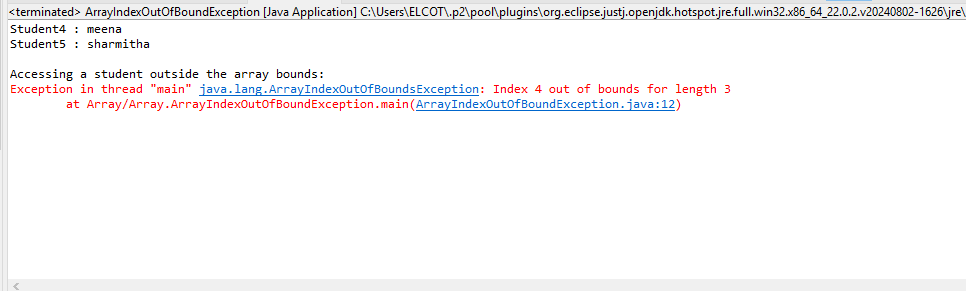 <terminated> ArrayIndexOutOfBoundException [Java Application] C:\Users\ELCOT\.p2\pool\plugins\org.eclipse.justj.openjdk.hotspot.jre.full.win32.x86_64_22.0.2.v20240802-1626\jre\
Student4 : meena
Student5 : sharmitha
Accessing a student outside the array bounds:
Exception in thread "main" java.lang.ArrayIndexOutOfBoundsException: Index 4 out of bounds for length 3
at Array/Array.ArrayIndexOutOfBoundException.main(ArrayIndexOutOfBoundException.java:12)